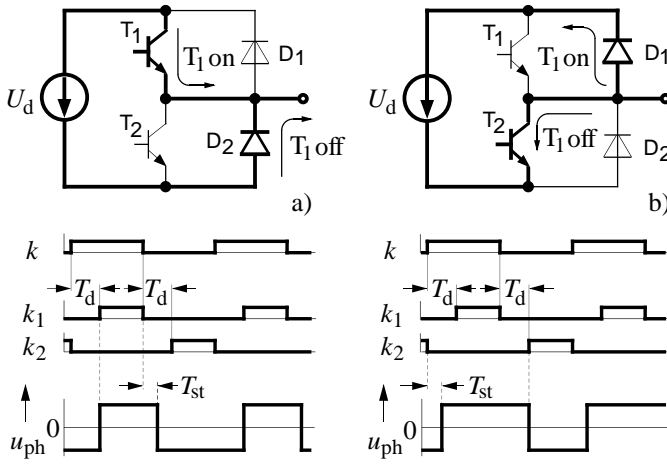 T1 T1 on D1
Ud
T2 D2 T1 off
a)
T1 T1 on D1
Ud
T2 T1 off D2
b)
k
Td Td
k1
k2
Tst
0
uph
k
Td Td
k1
k2
Tst
0
uph